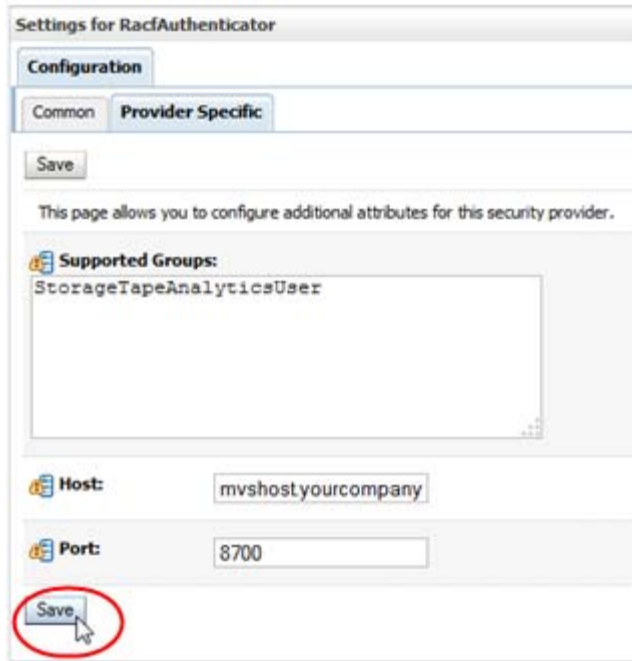 Settings for RacfAuthenticator
Configuration
Common Provider Specific
Save
This page allows you to configure additional attributes for this security provider.
Supported Groups:
StorageTapeAnalyticsUser
Host: mvshost.yourcompany
Port: 8700
Save